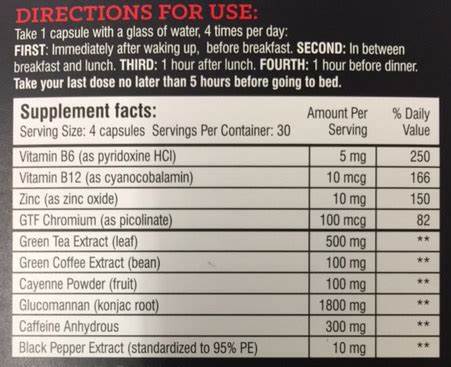 DIRECTIONS FOR USE:
Take 1 capsule with a glass of water, 4 times per day:
FIRST: Immediately after waking up, before breakfast. SECOND: In between
breakfast and lunch. THIRD: 1 hour after lunch. FOURTH: 1 hour before dinner.
Take your last dose no later than 5 hours before going to bed.
Supplement facts: Amount Per % Daily
Serving Size: 4 capsules Servings Per Container: 30 Serving Value
Vitamin B6 (as pyridoxine HCl) 5 mg 250
Vitamin B12 (as cyanocobalamin) 10 mcg 166
Zinc (as zinc oxide) 10 mg 150
GTF Chromium (as picolinate) 100 mcg 82
Green Tea Extract (leaf) 500 mg **
Green Coffee Extract (bean) 100 mg **
Cayenne Powder (fruit) 100 mg **
Glucomannan (konjac root) 1800 mg **
Caffeine Anhydrous 300 mg **
Black Pepper Extract (standardized to 95% PE) 10 mg **